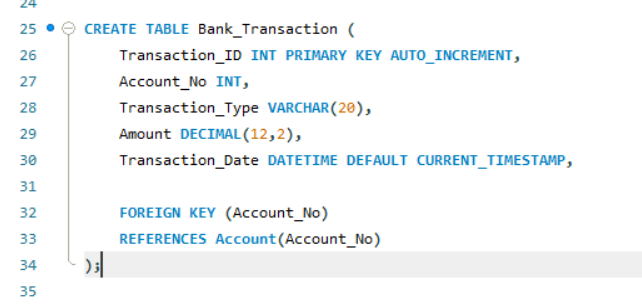 24
25 CREATE TABLE Bank_Transaction (
26 Transaction_ID INT PRIMARY KEY AUTO_INCREMENT,
27 Account_No INT,
28 Transaction_Type VARCHAR(20),
29 Amount DECIMAL(12,2),
30 Transaction_Date DATETIME DEFAULT CURRENT_TIMESTAMP,
31
32 FOREIGN KEY (Account_No)
33 REFERENCES Account(Account_No)
34 );
35